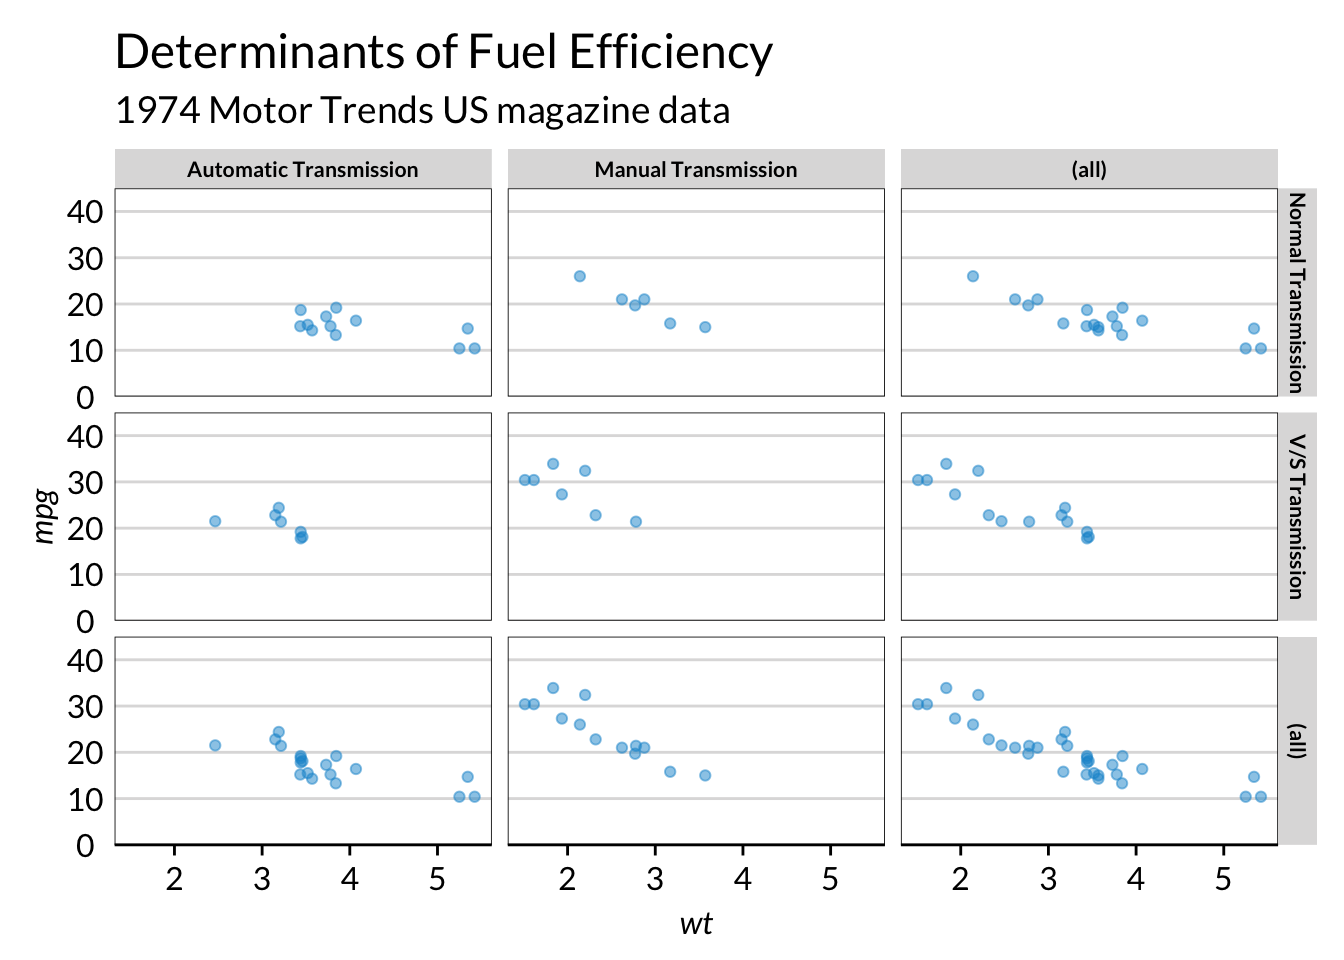 Determinants of Fuel Efficiency
1974 Motor Trends US magazine data
Automatic Transmission
Manual Transmission
(all)
40
30
20
10
0
Normal Transmission
40
30
20
10
0
V/S Transmission
mpg
40
30
20
10
0
(all)
2 3 4 5
2 3 4 5
2 3 4 5
wt